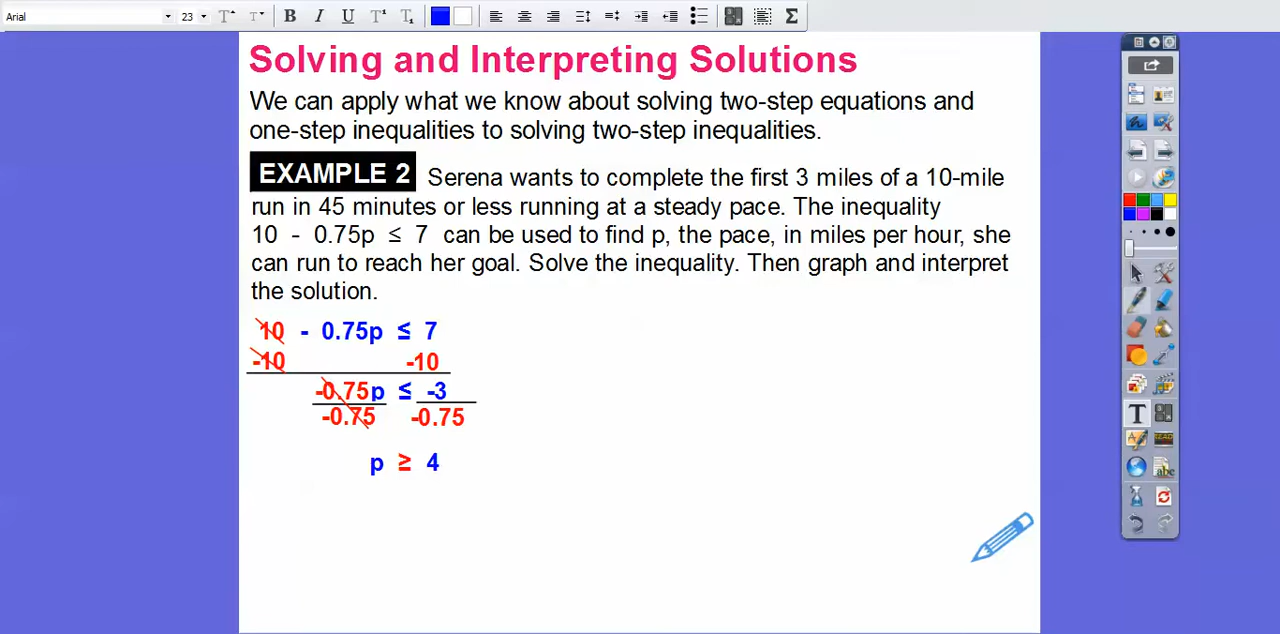 Arial 23 B I U T T Σ
Solving and Interpreting Solutions
We can apply what we know about solving two-step equations and
one-step inequalities to solving two-step inequalities.
EXAMPLE 2 Serena wants to complete the first 3 miles of a 10-mile
run in 45 minutes or less running at a steady pace. The inequality
10 - 0.75p ≤ 7 can be used to find p, the pace, in miles per hour, she
can run to reach her goal. Solve the inequality. Then graph and interpret
the solution.
10 - 0.75p ≤ 7
-10 -10
-0.75p ≤ -3
-0.75 -0.75
p ≥ 4